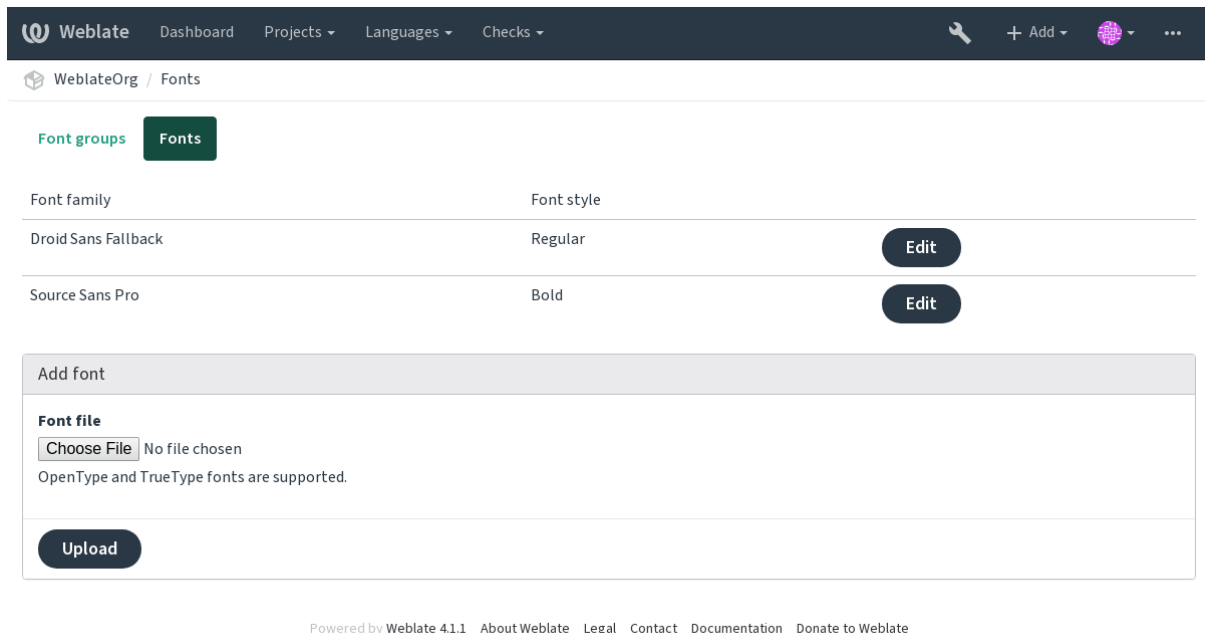 Weblate Dashboard Projects Languages Checks Add
WeblateOrg / Fonts
Font groups Fonts
Font family Font style
Droid Sans Fallback Regular Edit
Source Sans Pro Bold Edit
Add font
Font file
Choose File No file chosen
OpenType and TrueType fonts are supported.
Upload
Powered by Weblate 4.1.1 About Weblate Legal Contact Documentation Donate to Weblate